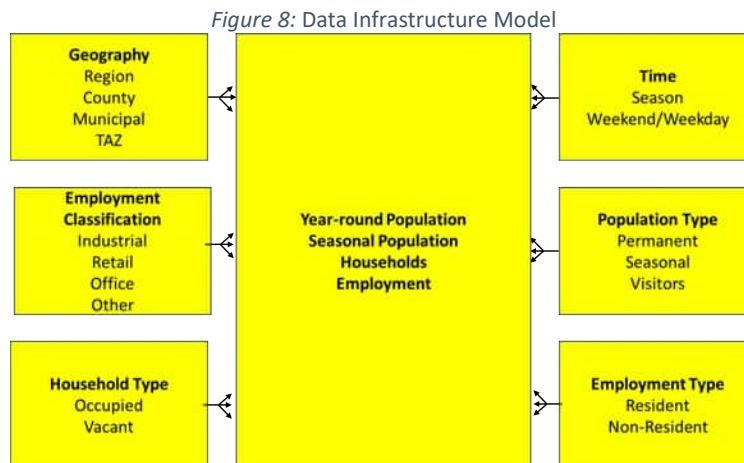 Figure 8: Data Infrastructure Model
Geography
Region
County
Municipal
TAZ
Employment
Classification
Industrial
Retail
Office
Other
Household Type
Occupied
Vacant
Year-round Population
Seasonal Population
Households
Employment
Time
Season
Weekend/Weekday
Population Type
Permanent
Seasonal
Visitors
Employment Type
Resident
Non-Resident